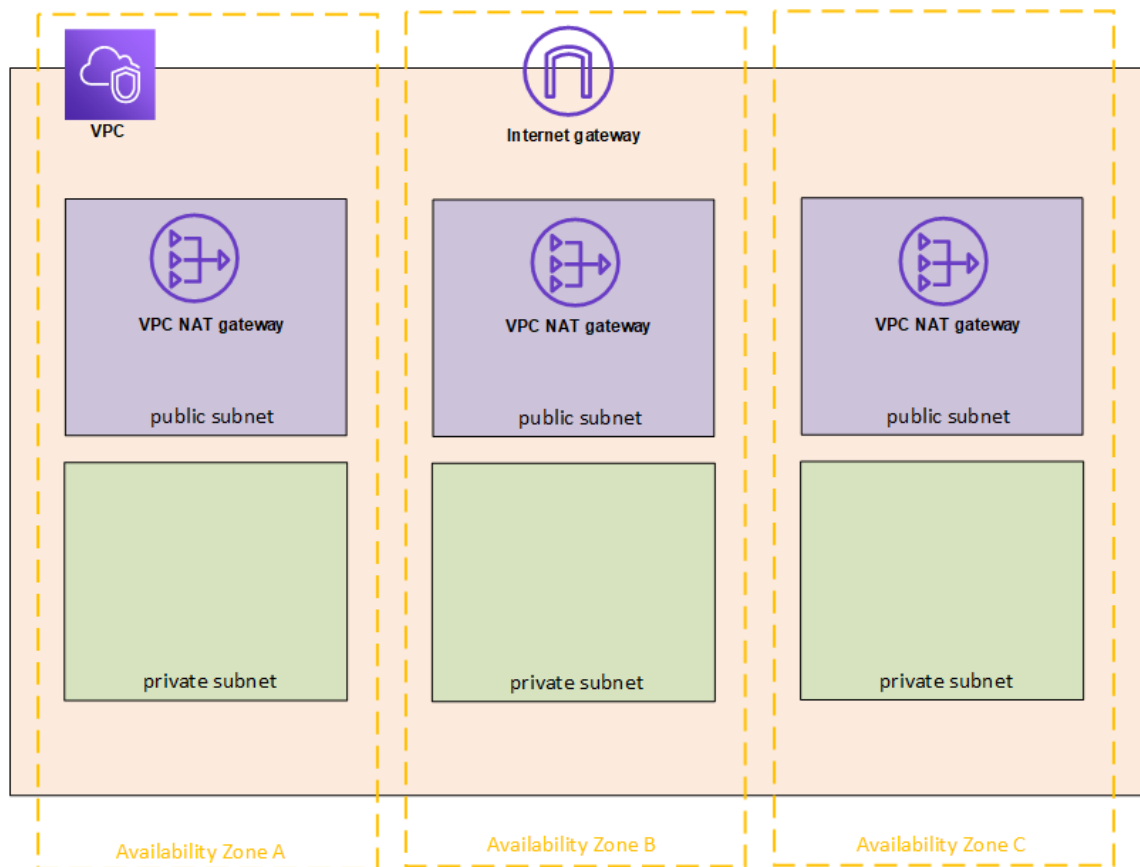 VPC
Internet gateway
VPC NAT gateway
VPC NAT gateway
VPC NAT gateway
public subnet
public subnet
public subnet
private subnet
private subnet
private subnet
Availability Zone A
Availability Zone B
Availability Zone C